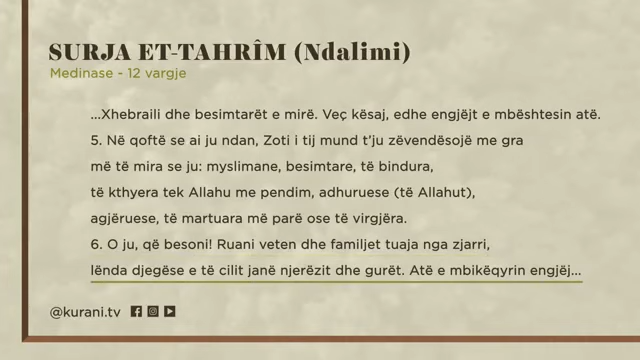 SURJA ET-TAHRÎM (Ndalimi)
Medinase - 12 vargje
...Xhebraili dhe besimtarët e mirë. Veç kësaj, edhe engjëjt e mbështesin atë.
5. Në qoftë se ai ju ndan, Zoti i tij mund t'ju zëvendësojë me gra
më të mira se ju: myslimane, besimtare, të bindura,
të kthyera tek Allahu me pendim, adhuruese (të Allahut),
agjëruese, të martuara më parë ose të virgjëra.
6. O ju, që besoni! Ruani veten dhe familjet tuaja nga zjarri,
lënda djegëse e të cilit janë njerëzit dhe gurët. Atë e mbikëqyrin engjëj...
@kurani.tv